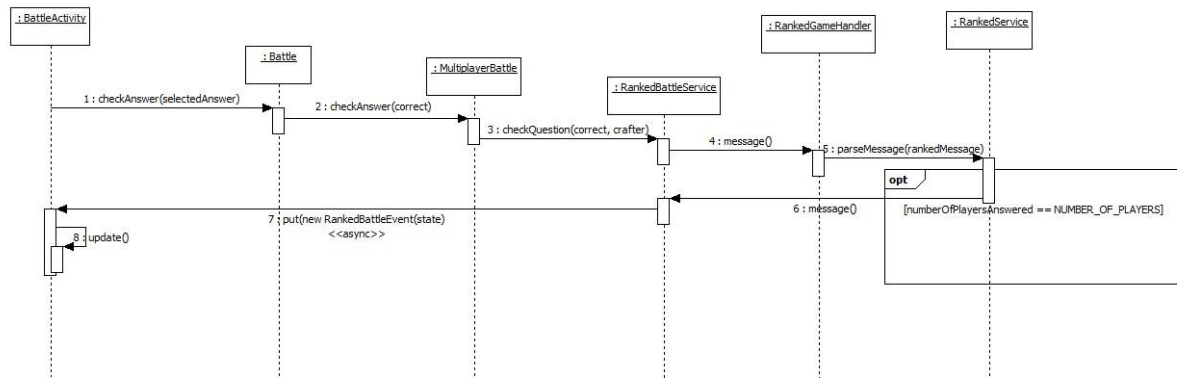 : BattleActivity
: Battle
: MultiplayerBattle
: RankedBattleService
: RankedGameHandler
: RankedService
1 : checkAnswer(selectedAnswer)
2 : checkAnswer(correct)
3 : checkQuestion(correct, crafter)
4 : message()
5 : parseMessage(rankedMessage)
opt
[numberOfPlayersAnswered == NUMBER_OF_PLAYERS]
6 : message()
7 : put(new RankedBattleEvent(state)
<<async>>
8 : update()